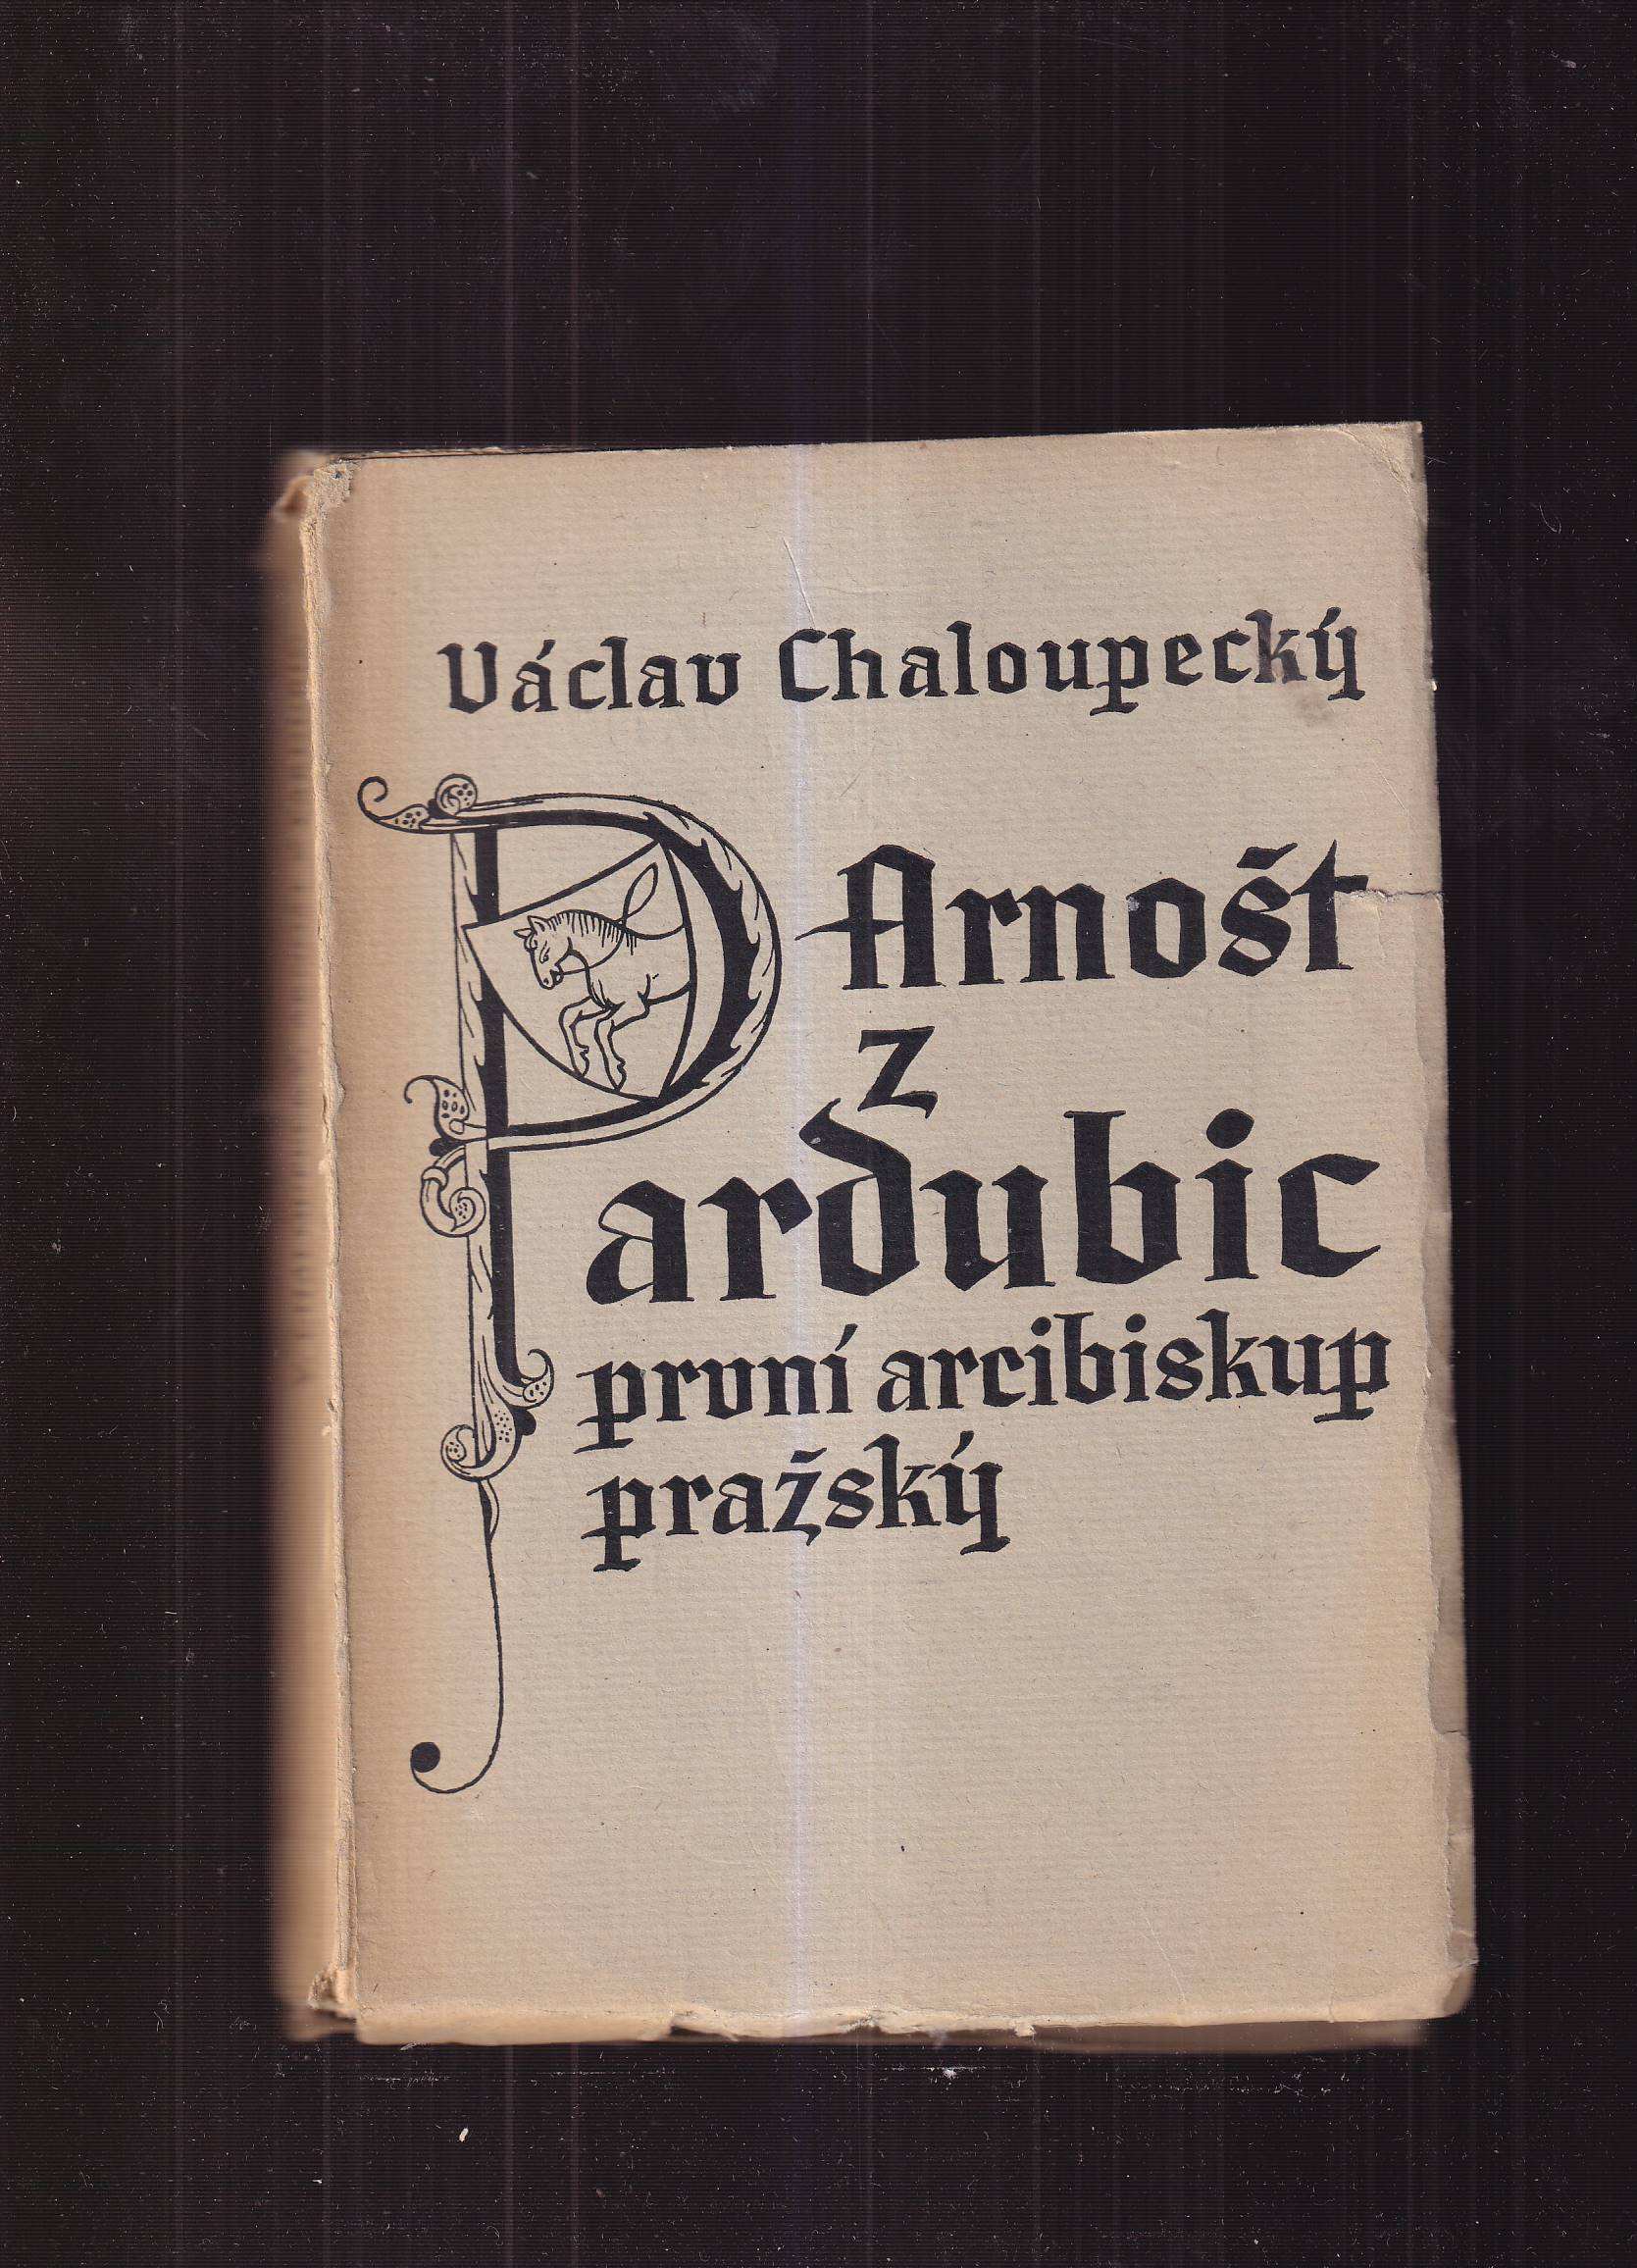 Václav Chaloupecký
Arnošt
z
Pardubic
první arcibiskup
pražský